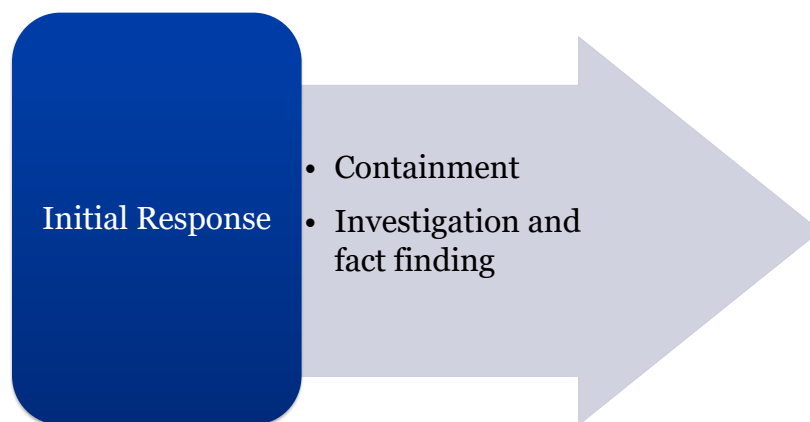 Initial Response
• Containment
• Investigation and
fact finding